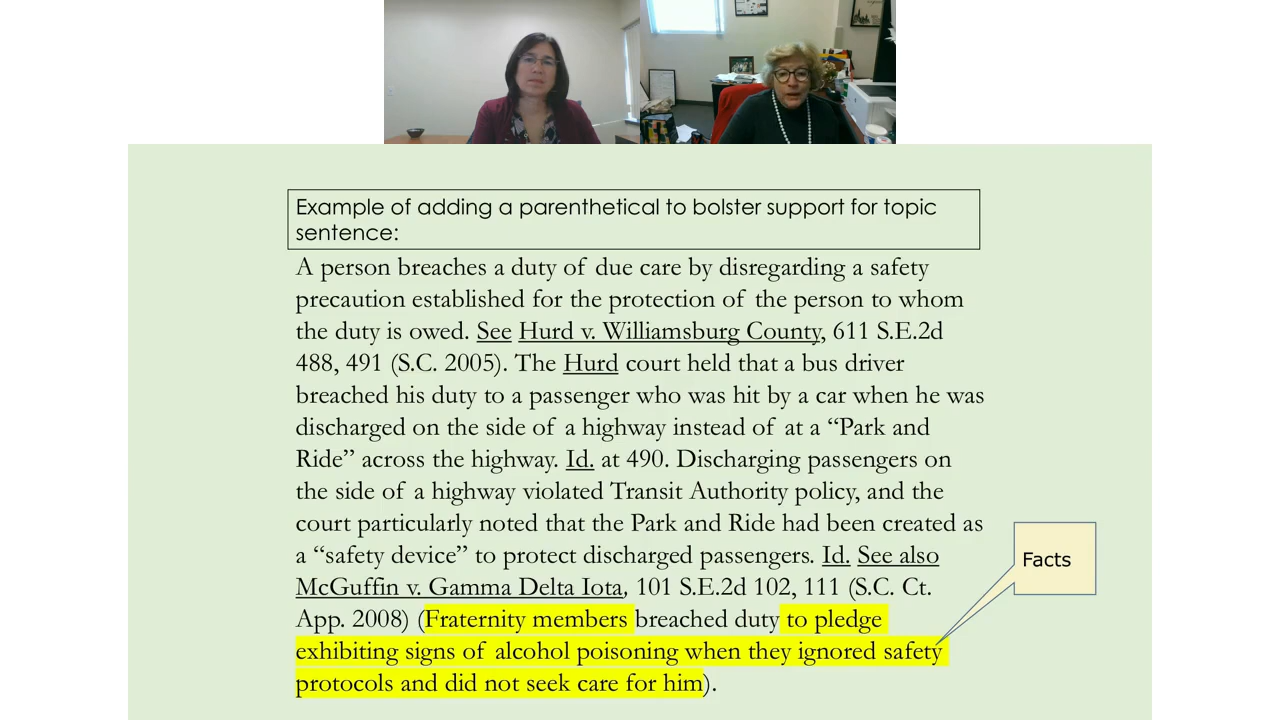 Example of adding a parenthetical to bolster support for topic
sentence:
A person breaches a duty of due care by disregarding a safety
precaution established for the protection of the person to whom
the duty is owed. See Hurd v. Williamsburg County, 611 S.E.2d
488, 491 (S.C. 2005). The Hurd court held that a bus driver
breached his duty to a passenger who was hit by a car when he was
discharged on the side of a highway instead of at a “Park and
Ride” across the highway. Id. at 490. Discharging passengers on
the side of a highway violated Transit Authority policy, and the
court particularly noted that the Park and Ride had been created as
a “safety device” to protect discharged passengers. Id. See also
McGuffin v. Gamma Delta Iota, 101 S.E.2d 102, 111 (S.C. Ct.
App. 2008) (Fraternity members breached duty to pledge
exhibiting signs of alcohol poisoning when they ignored safety
protocols and did not seek care for him).
Facts